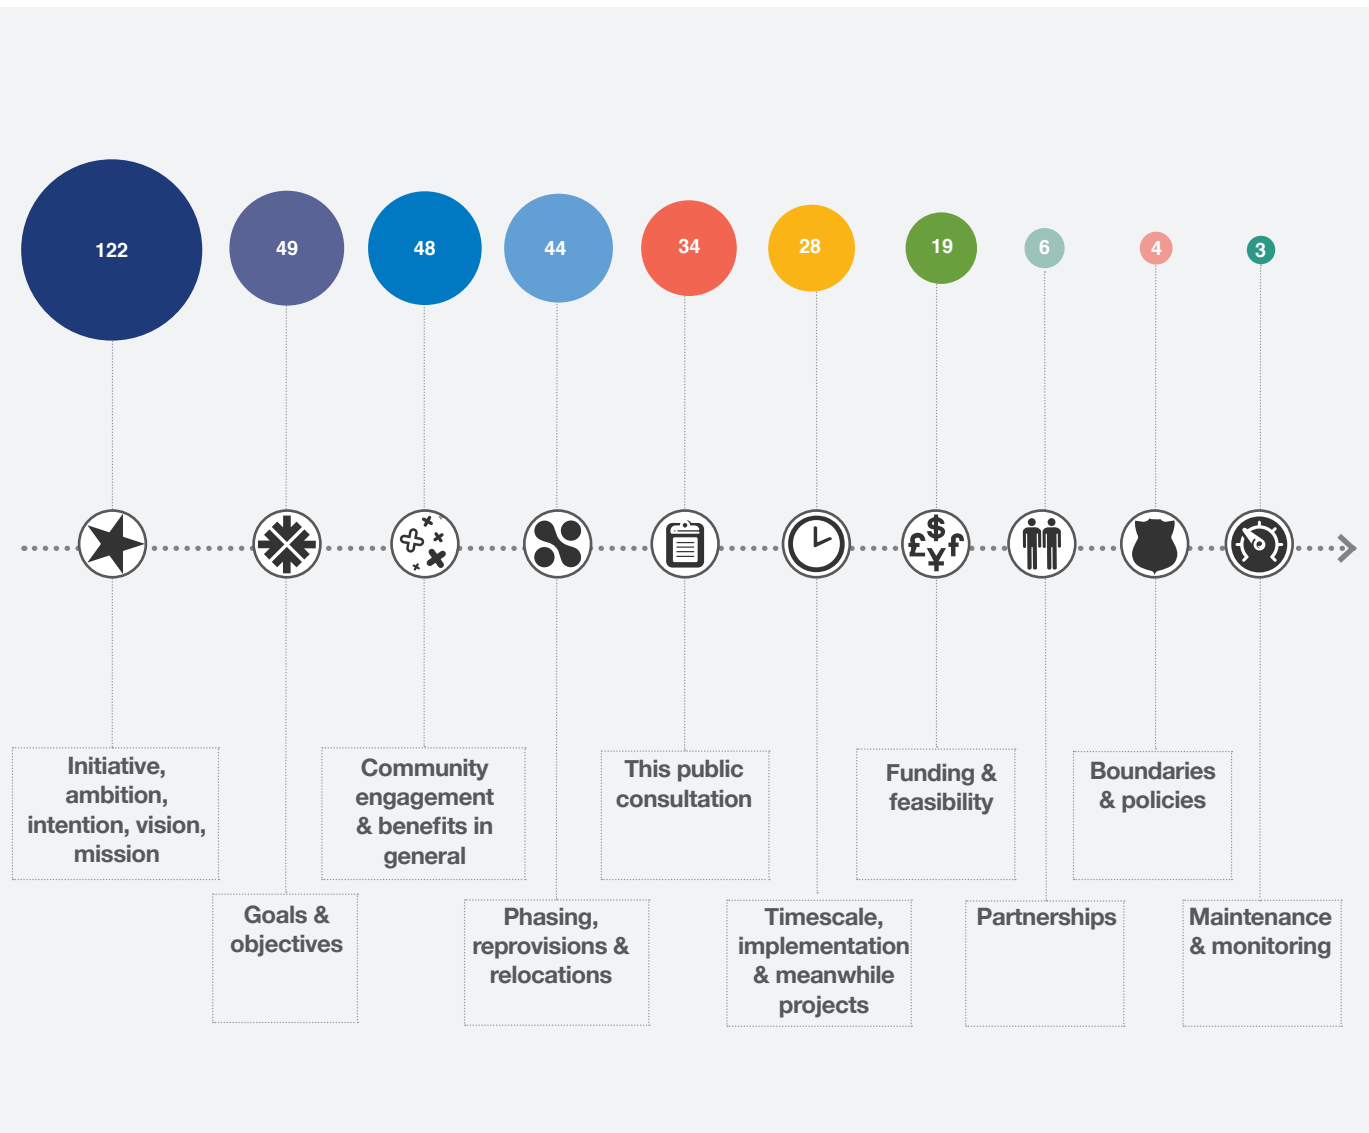 122
49
48
44
34
28
19
6
4
3
£$¥f
Initiative,
ambition,
intention, vision,
mission
Goals &
objectives
Community
engagement
& benefits in
general
Phasing,
reprovisions &
relocations
This public
consultation
Timescale,
implementation
& meanwhile
projects
Funding &
feasibility
Partnerships
Boundaries
& policies
Maintenance
& monitoring